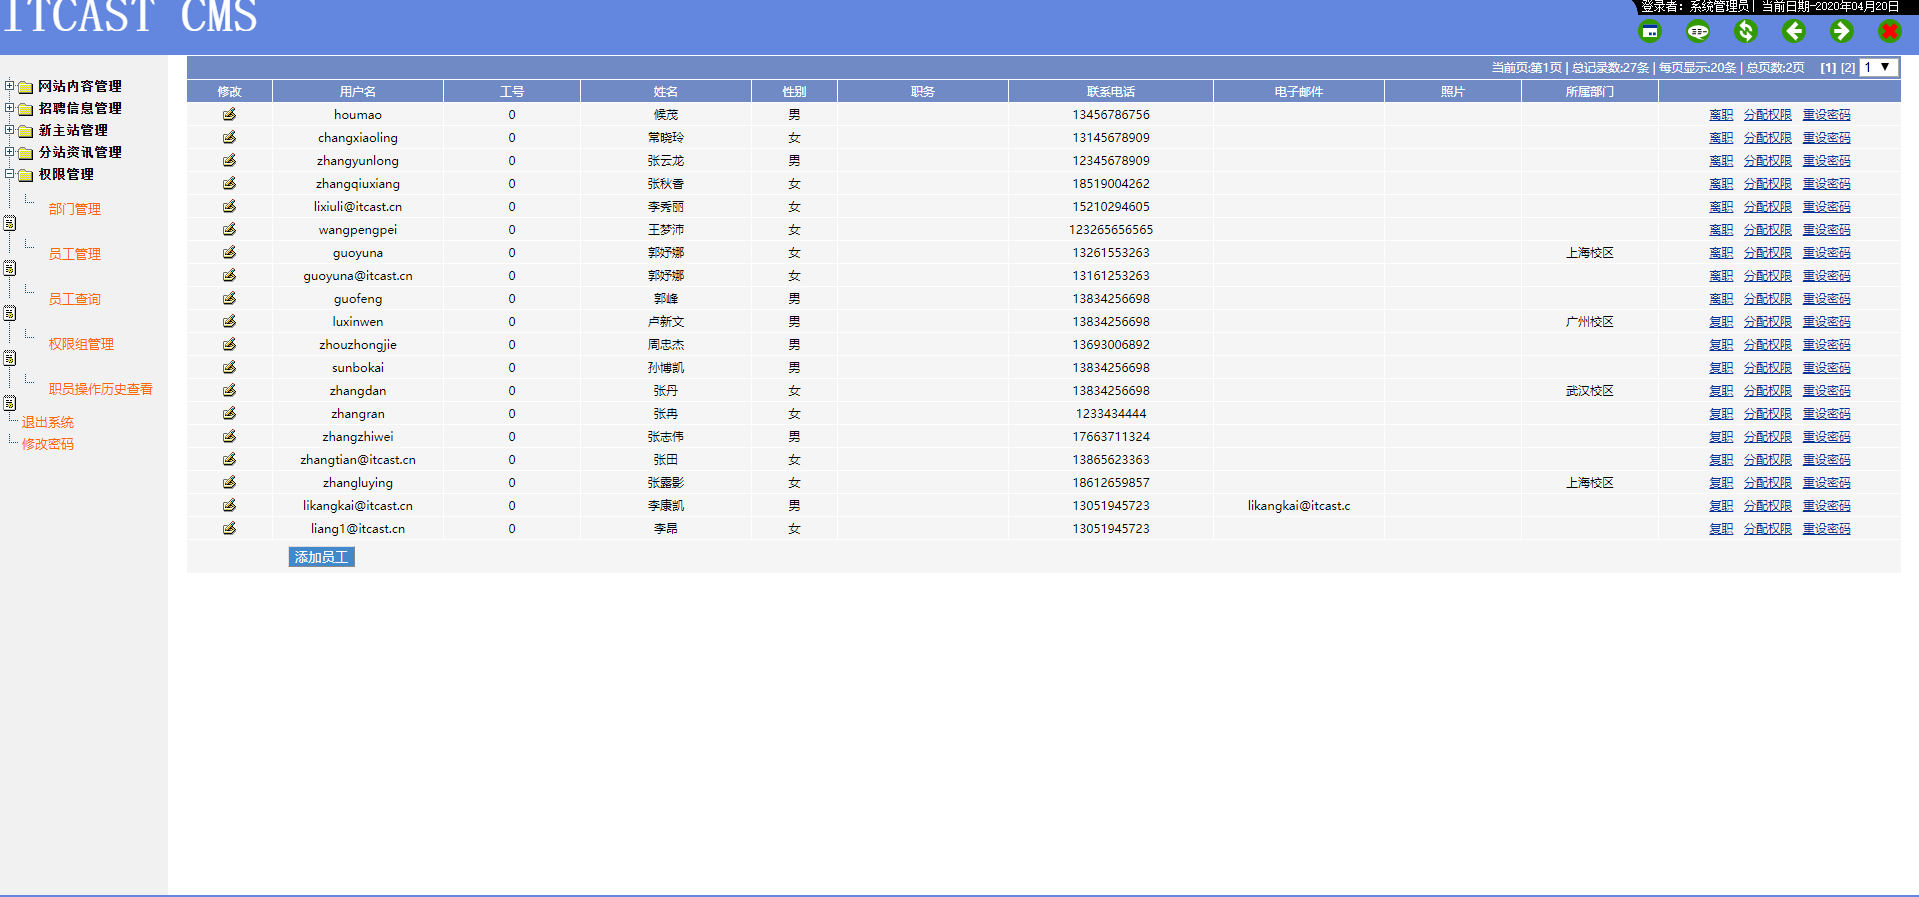 ITCAST CMS
登录者：系统管理员 | 当前日期-2020年04月20日
网站内容管理
招聘信息管理
新主站管理
分站资讯管理
权限管理
部门管理
员工管理
员工查询
权限组管理
职员操作历史查看
退出系统
修改密码
当前页:第1页 | 总记录数:27条 | 每页显示:20条 | 总页数:2页 [1] [2] 1
修改 用户名 工号 姓名 性别 职务 联系电话 电子邮件 照片 所属部门
houmao 0 候茂 男 13456786756 离职 分配权限 重设密码
changxiaoling 0 常晓玲 女 13145678909 离职 分配权限 重设密码
zhangyunlong 0 张云龙 男 12345678909 离职 分配权限 重设密码
zhangqiuxiang 0 张秋香 女 18519004262 离职 分配权限 重设密码
lixiuli@itcast.cn 0 李秀丽 女 15210294605 离职 分配权限 重设密码
wangpengpei 0 王梦沛 女 123265656565 离职 分配权限 重设密码
guoyuna 0 郭妤娜 女 13261553263 上海校区 离职 分配权限 重设密码
guoyuna@itcast.cn 0 郭妤娜 女 13161253263 离职 分配权限 重设密码
guofeng 0 郭峰 男 13834256698 离职 分配权限 重设密码
luxinwen 0 卢新文 男 13834256698 广州校区 复职 分配权限 重设密码
zhouzhongjie 0 周忠杰 男 13693006892 复职 分配权限 重设密码
sunbokai 0 孙博凯 男 13834256698 复职 分配权限 重设密码
zhangdan 0 张丹 女 13834256698 武汉校区 复职 分配权限 重设密码
zhangran 0 张冉 女 1233434444 复职 分配权限 重设密码
zhangzhiwei 0 张志伟 男 17663711324 复职 分配权限 重设密码
zhangtian@itcast.cn 0 张田 女 13865623363 复职 分配权限 重设密码
zhangluying 0 张露影 女 18612659857 上海校区 复职 分配权限 重设密码
likangkai@itcast.cn 0 李康凯 男 13051945723 likangkai@itcast.c 复职 分配权限 重设密码
liang1@itcast.cn 0 李昂 女 13051945723 复职 分配权限 重设密码
添加员工